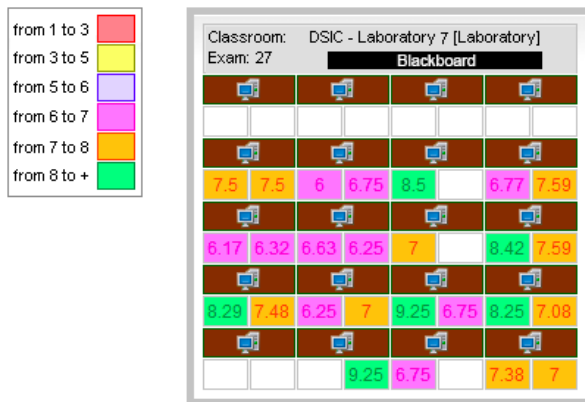 from 1 to 3
from 3 to 5
from 5 to 6
from 6 to 7
from 7 to 8
from 8 to +
Classroom: DSIC - Laboratory 7 [Laboratory]
Exam: 27
Blackboard
7.5 7.5 6 6.75 8.5 6.77 7.59
6.17 6.32 6.63 6.25 7 8.42 7.59
8.29 7.48 6.25 7 9.25 6.75 8.25 7.08
9.25 6.75 7.38 7